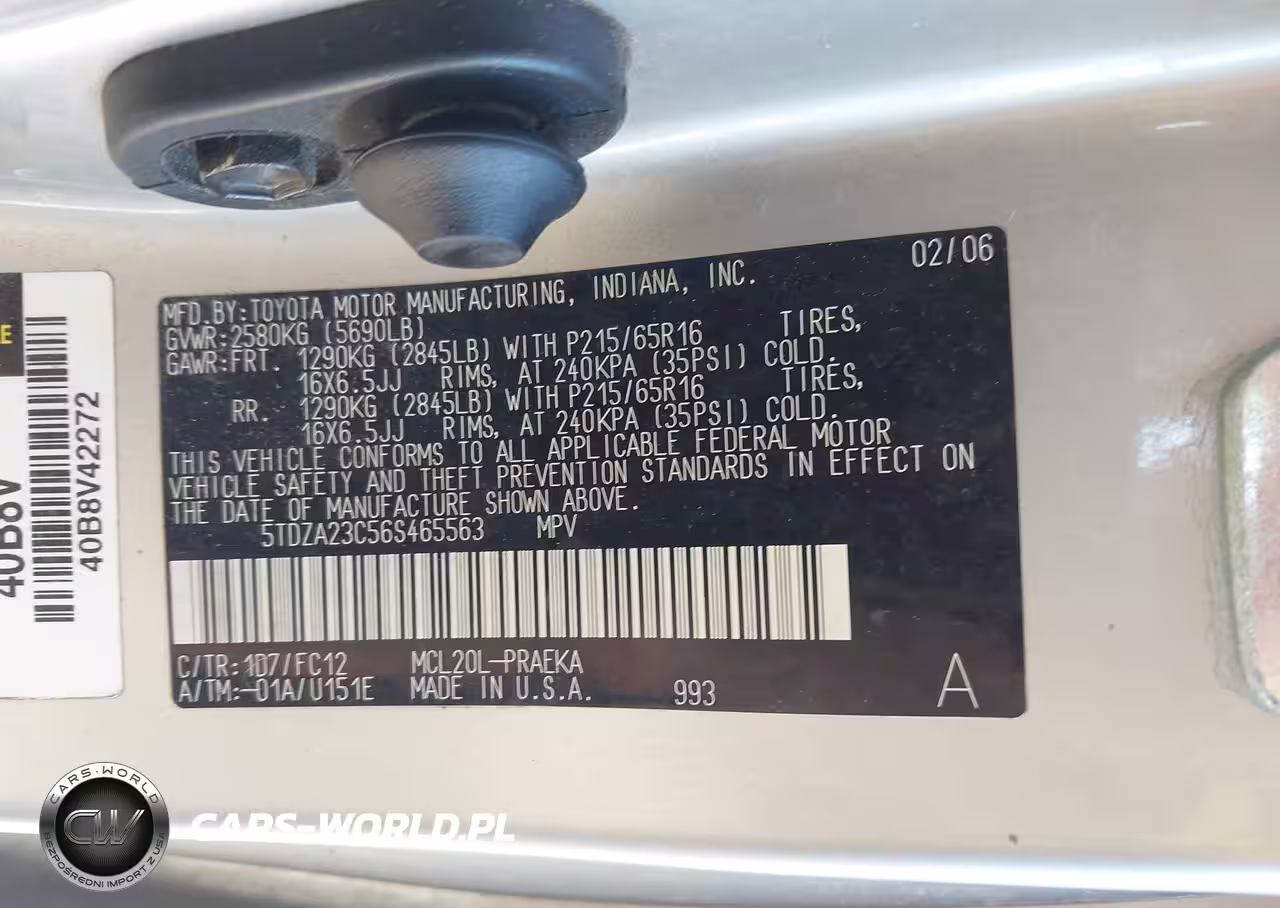 02/06
MFD.BY:TOYOTA MOTOR MANUFACTURING, INDIANA, INC.
GVWR:2580KG (5690LB)
GAWR:FRT. 1290KG (2845LB) WITH P215/65R16 TIRES,
16X6.5JJ RIMS, AT 240KPA (35PSI) COLD.
RR. 1290KG (2845LB) WITH P215/65R16 TIRES,
16X6.5JJ RIMS, AT 240KPA (35PSI) COLD.
THIS VEHICLE CONFORMS TO ALL APPLICABLE FEDERAL MOTOR
VEHICLE SAFETY AND THEFT PREVENTION STANDARDS IN EFFECT ON
THE DATE OF MANUFACTURE SHOWN ABOVE.
5TDZA23C56S465563 MPV
C/TR:1D7/FC12 MCL20L-PRAEKA
A/TM:-01A/U151E MADE IN U.S.A. 993 A
40B8V
40B8V42272
CARS-WORLD
CW
BEZPOŚREDNI IMPORT Z USA
CARS-WORLD.PL